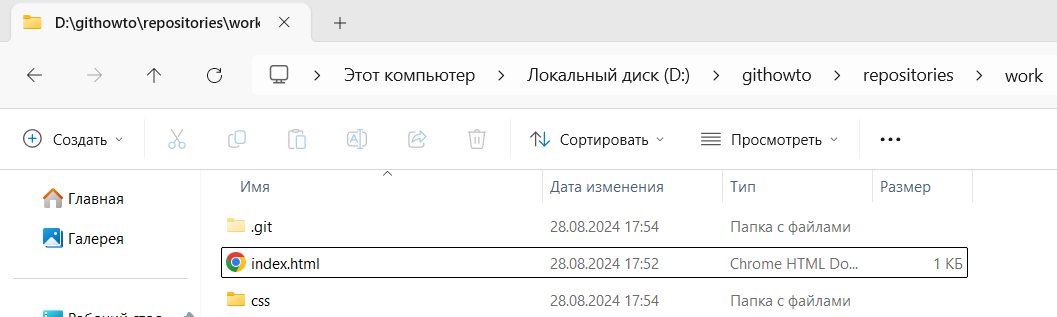 D:\githowto\repositories\work
Этот компьютер > Локальный диск (D:) > githowto > repositories > work
Создать Сортировать Просмотреть
Имя Дата изменения Тип Размер
Главная
.git 28.08.2024 17:54 Папка с файлами
Галерея
index.html 28.08.2024 17:52 Chrome HTML Do... 1 КБ
css 28.08.2024 17:54 Папка с файлами